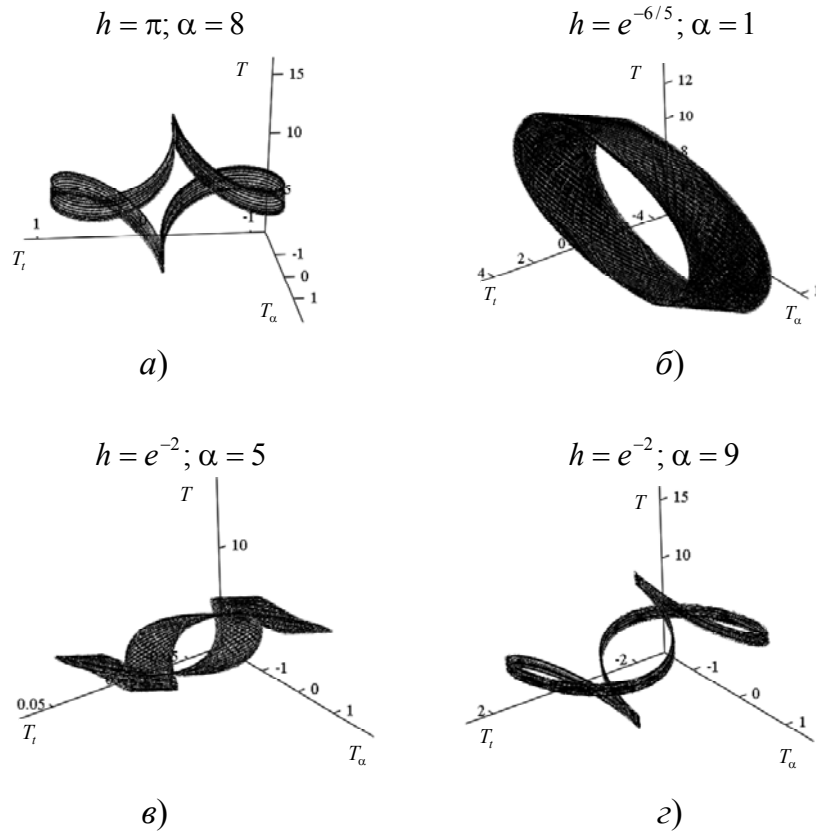 h = π; α = 8
h = e^{−6/5}; α = 1
T
15
10
5
1
-1
T_t
-1
0
1
T_α
T
12
10
8
-4
0
2
4
T_t
T_α
а)
б)
h = e^{−2}; α = 5
h = e^{−2}; α = 9
T
10
5
0.05
T_t
-1
0
1
T_α
T
15
10
-2
2
T_t
-1
0
1
T_α
в)
г)